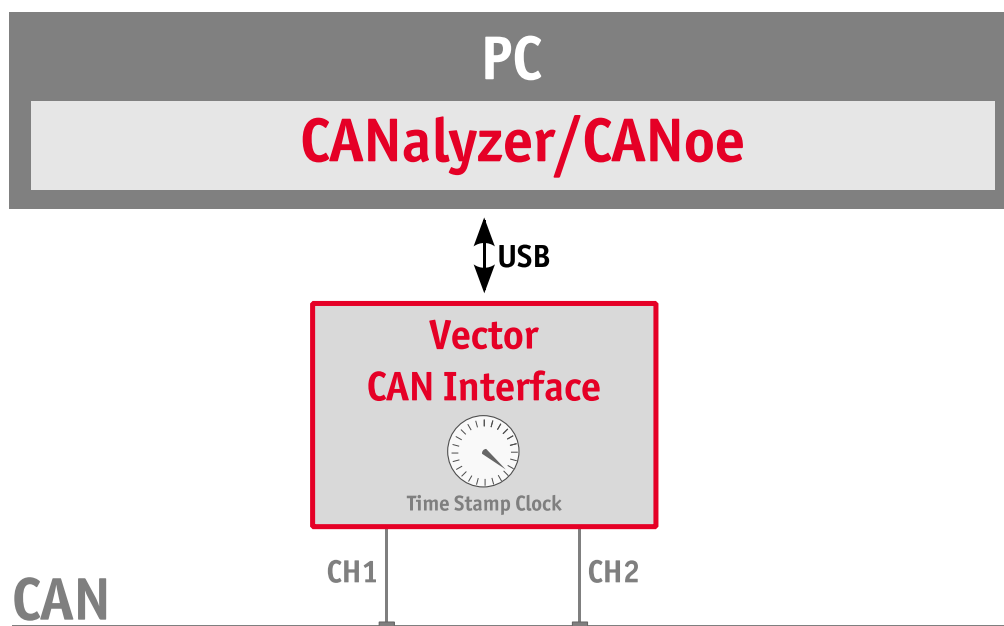 PC
CANalyzer/CANoe
USB
Vector
CAN Interface
Time Stamp Clock
CH1
CH2
CAN